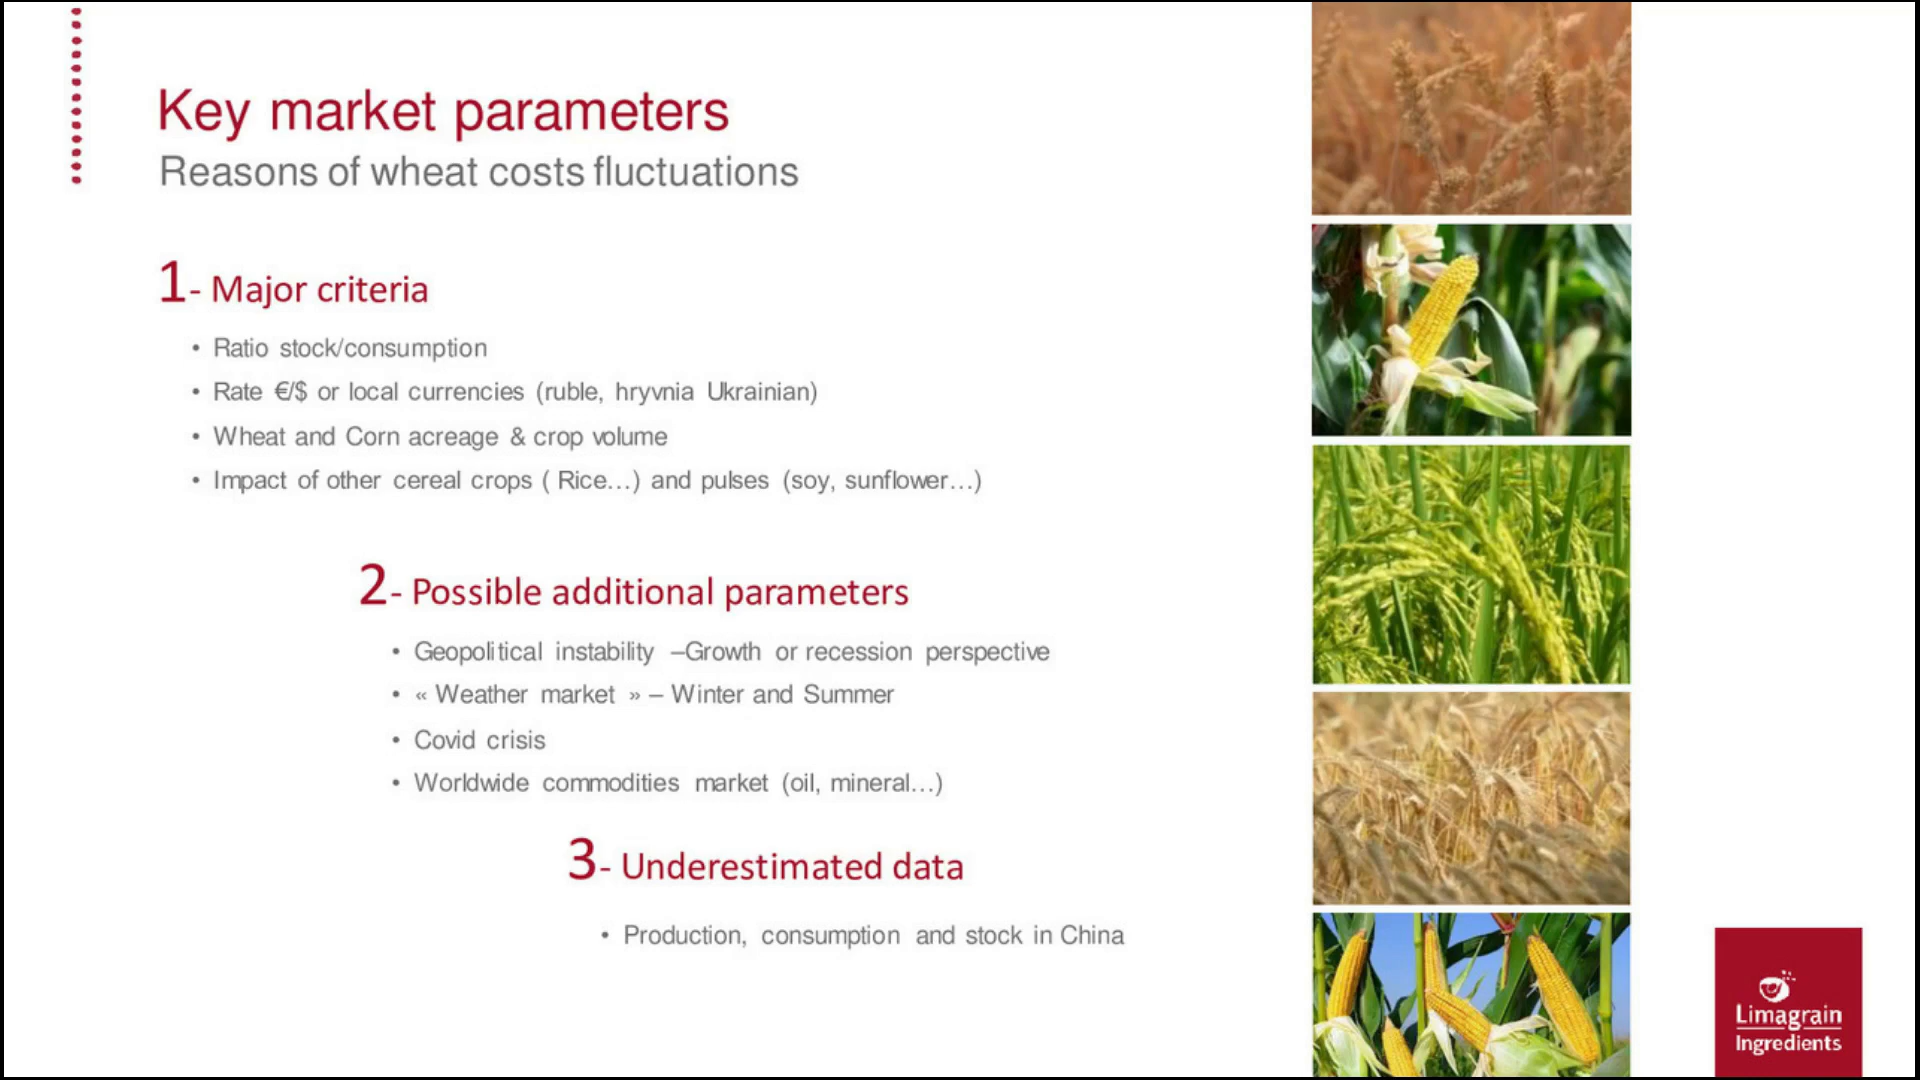 Key market parameters
Reasons of wheat costs fluctuations
1- Major criteria
• Ratio stock/consumption
• Rate €/$ or local currencies (ruble, hryvnia Ukrainian)
• Wheat and Corn acreage & crop volume
• Impact of other cereal crops ( Rice...) and pulses (soy, sunflower...)
2- Possible additional parameters
• Geopolitical instability –Growth or recession perspective
• « Weather market » – Winter and Summer
• Covid crisis
• Worldwide commodities market (oil, mineral...)
3- Underestimated data
• Production, consumption and stock in China
Limagrain
Ingredients